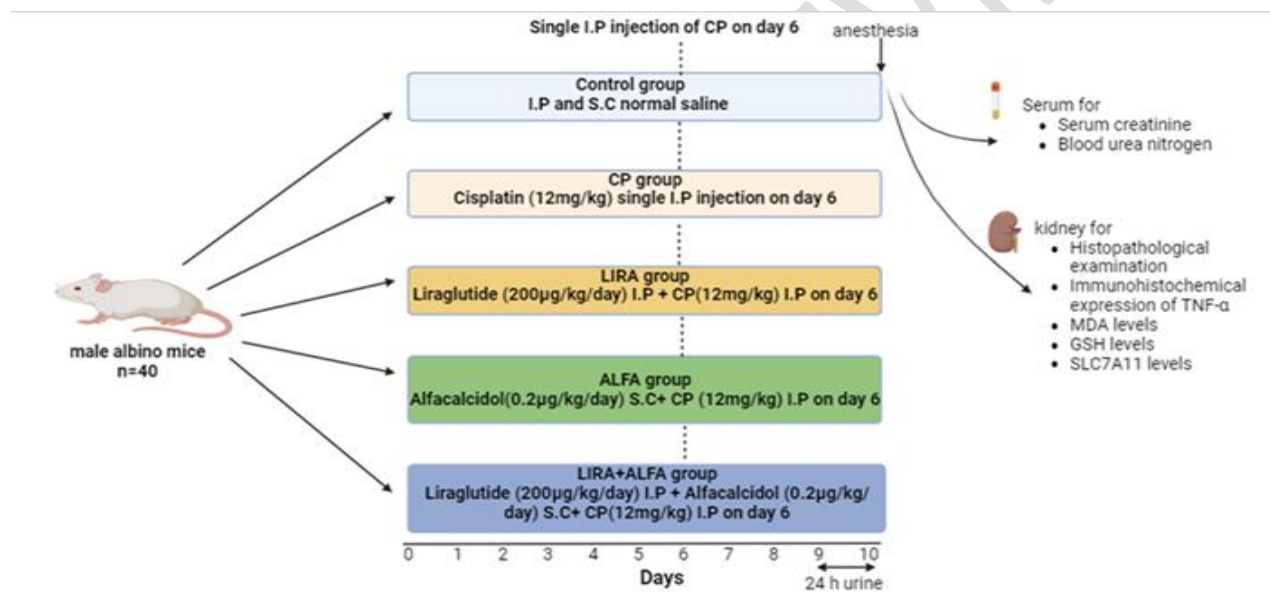 Single I.P injection of CP on day 6
anesthesia
Control group
I.P and S.C normal saline
CP group
Cisplatin (12mg/kg) single I.P injection on day 6
LIRA group
Liraglutide (200µg/kg/day) I.P + CP(12mg/kg) I.P on day 6
ALFA group
Alfacalcidol(0.2µg/kg/day) S.C+ CP (12mg/kg) I.P on day 6
LIRA+ALFA group
Liraglutide (200µg/kg/day) I.P + Alfacalcidol (0.2µg/kg/
day) S.C+ CP(12mg/kg) I.P on day 6
male albino mice
n=40
0 1 2 3 4 5 6 7 8 9 10
Days
24 h urine
Serum for
• Serum creatinine
• Blood urea nitrogen
kidney for
• Histopathological
examination
• Immunohistochemical
expression of TNF-α
• MDA levels
• GSH levels
• SLC7A11 levels